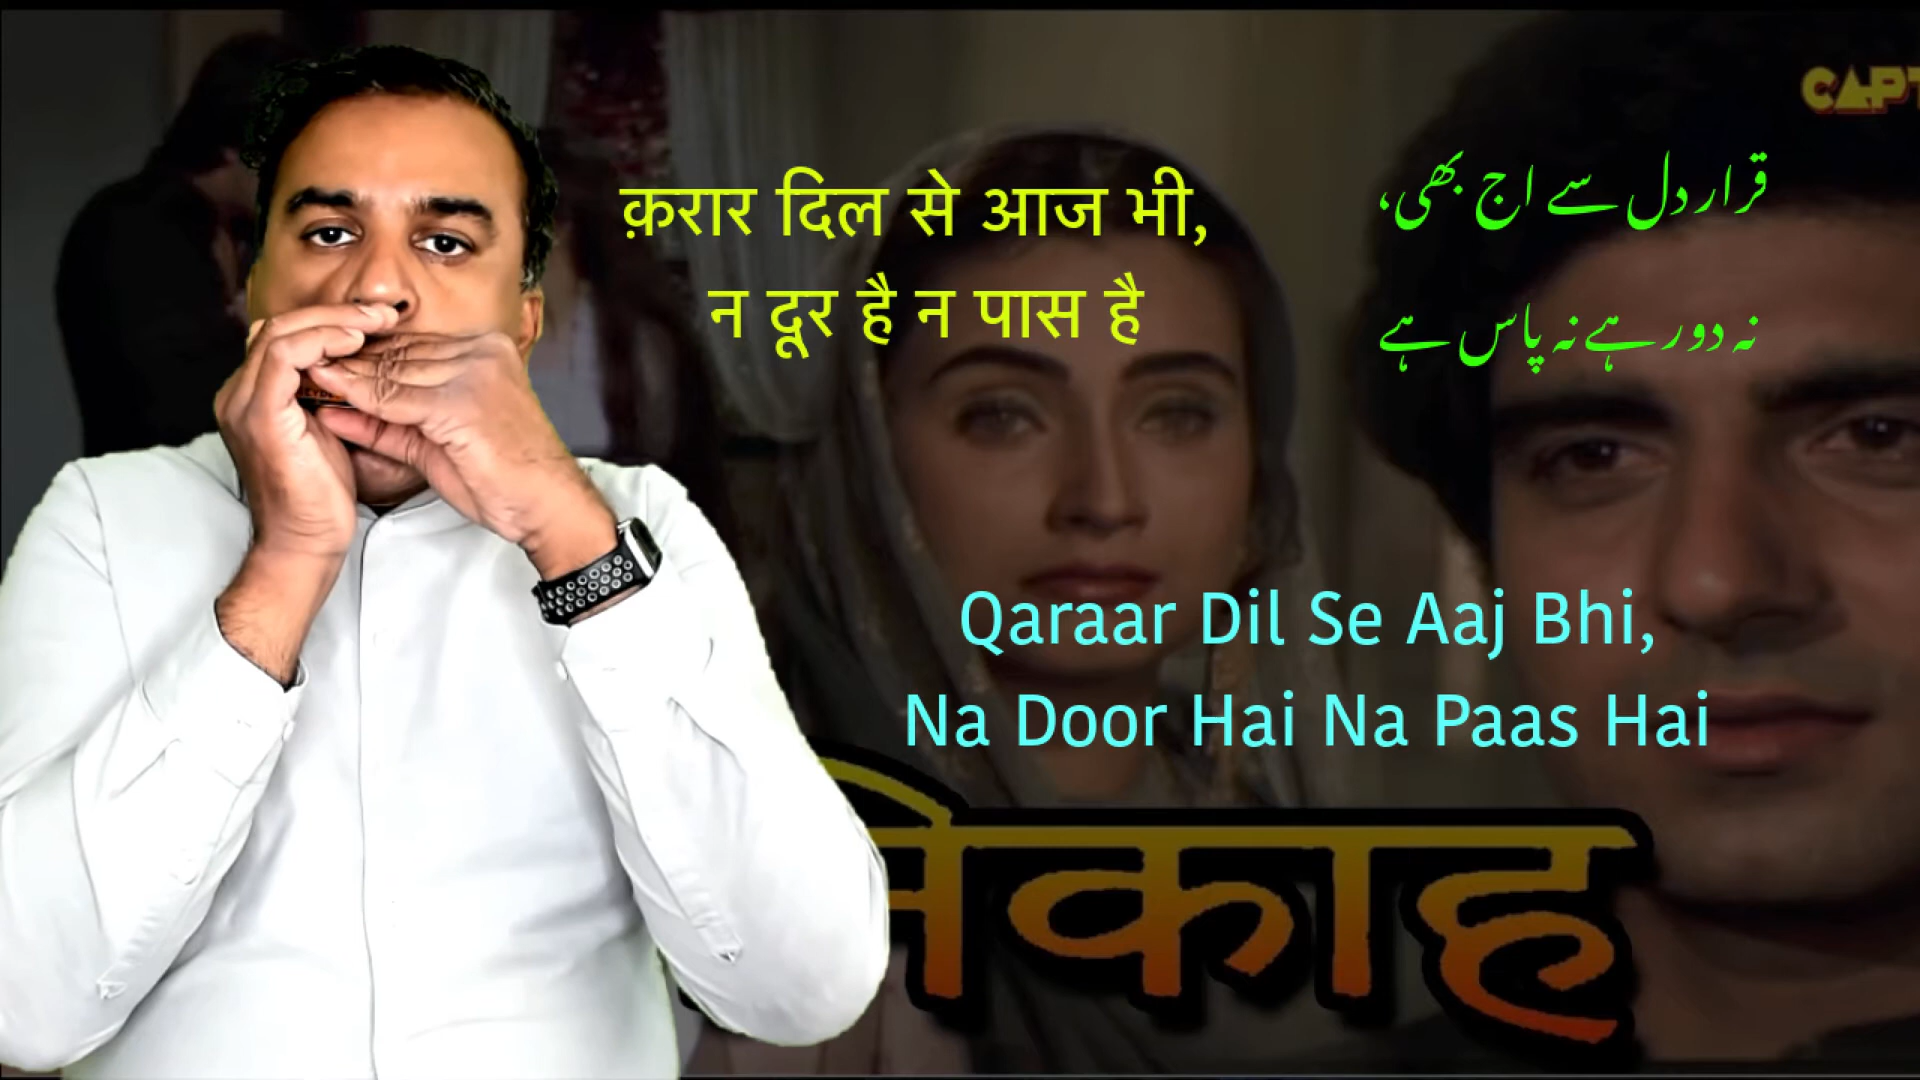 CAPT
क़रार दिल से आज भी,
न दूर है न पास है
قرار دل سے اج بھی،
نہ دور ہے نہ پاس ہے
Qaraar Dil Se Aaj Bhi,
Na Door Hai Na Paas Hai
निकाह